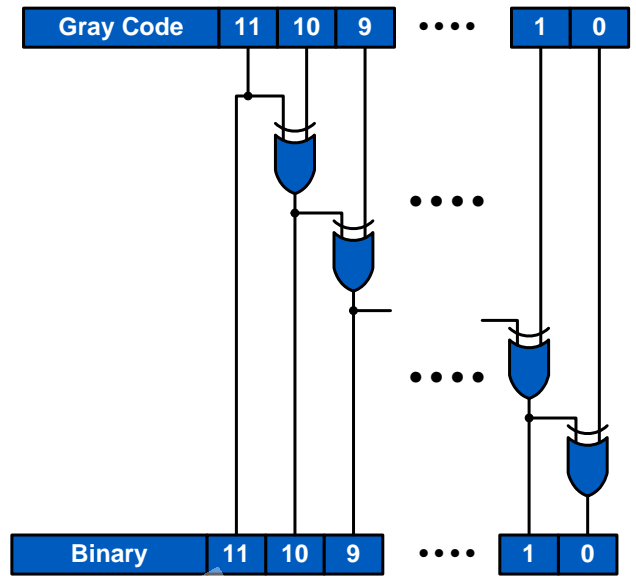 Gray Code 11 10 9 •••• 1 0
Binary 11 10 9 •••• 1 0